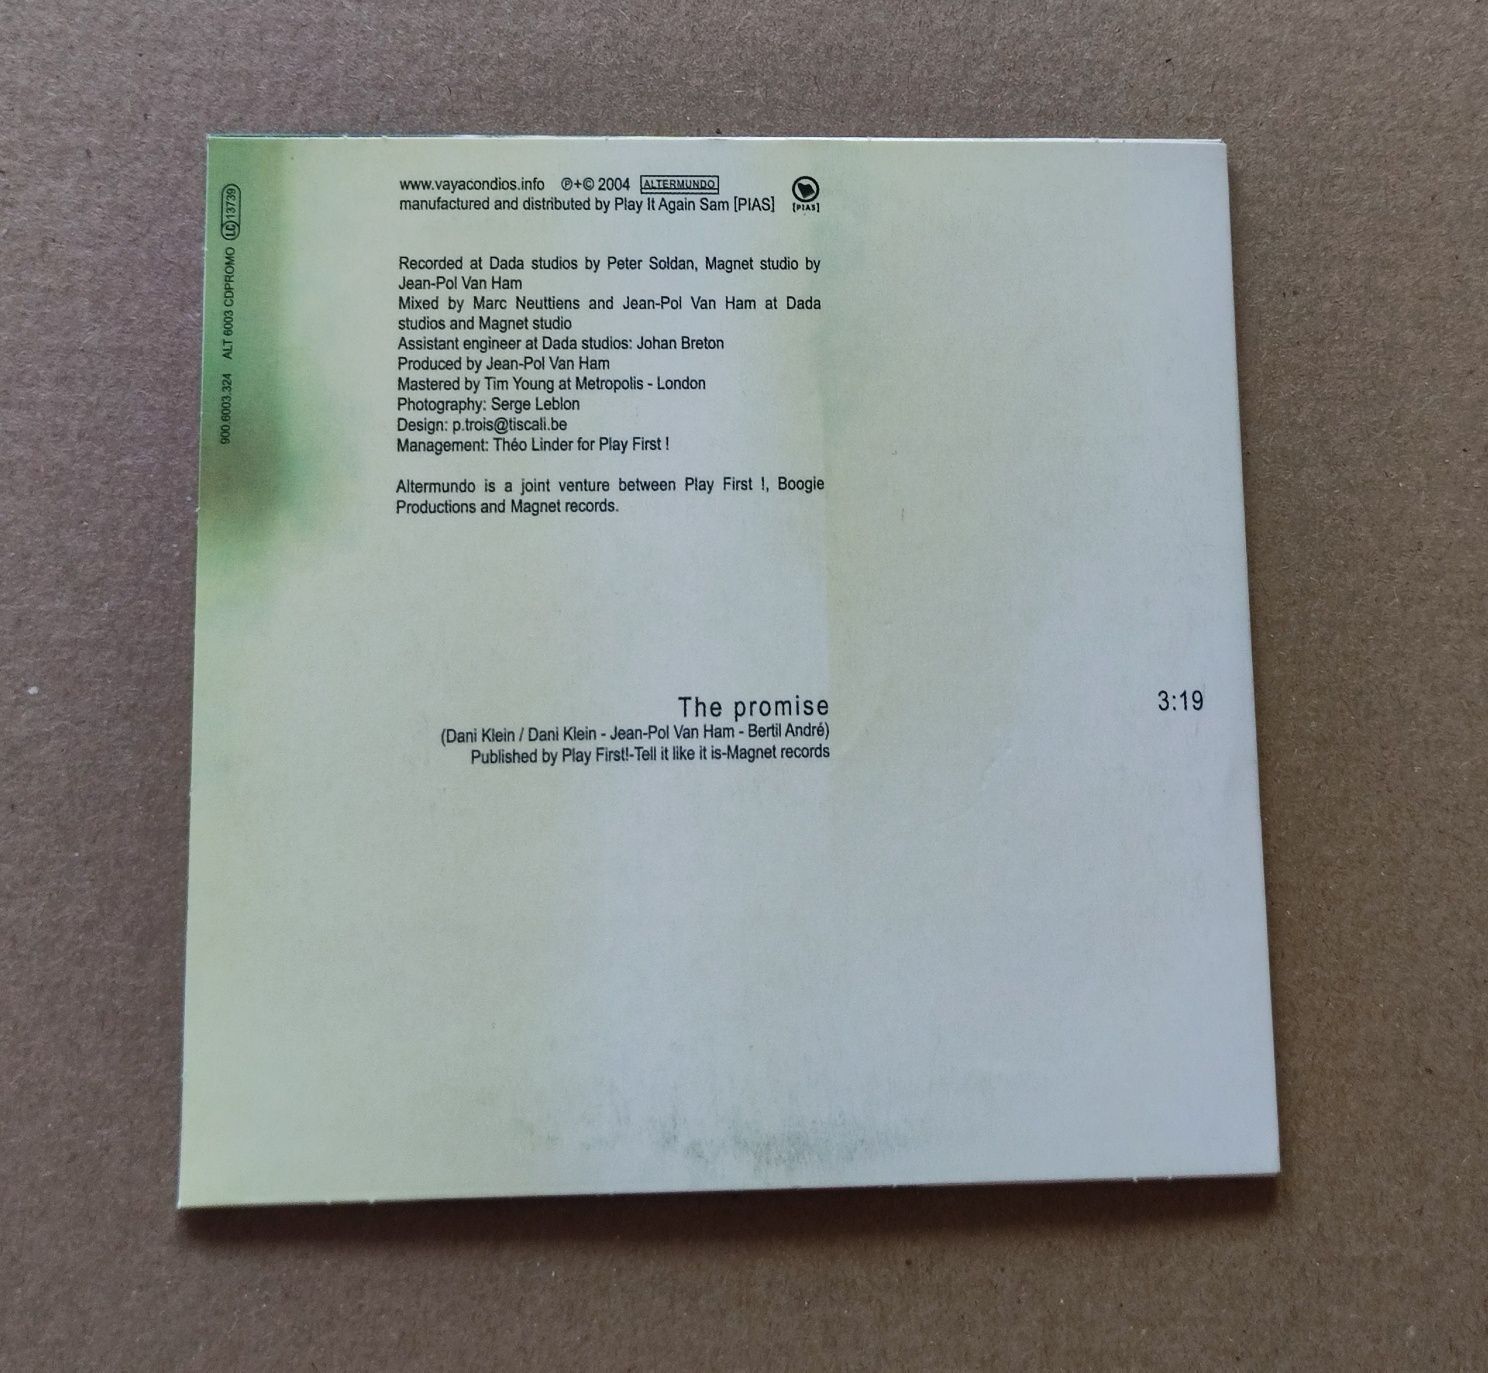 www.vayacondios.info ℗+© 2004 ALTERMUNDO
manufactured and distributed by Play It Again Sam [PIAS]
[PIAS]
Recorded at Dada studios by Peter Soldan, Magnet studio by
Jean-Pol Van Ham
Mixed by Marc Neuttiens and Jean-Pol Van Ham at Dada
studios and Magnet studio
Assistant engineer at Dada studios: Johan Breton
Produced by Jean-Pol Van Ham
Mastered by Tim Young at Metropolis - London
Photography: Serge Leblon
Design: p.trois@tiscali.be
Management: Théo Linder for Play First !
Altermundo is a joint venture between Play First !, Boogie
Productions and Magnet records.
The promise 3:19
(Dani Klein / Dani Klein - Jean-Pol Van Ham - Bertil André)
Published by Play First!-Tell it like it is-Magnet records
900.6003.324 ALT 6003 CDPROMO LC 13739